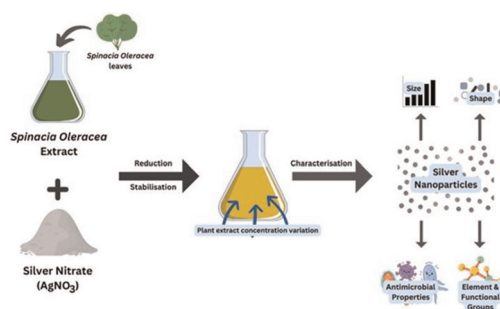 Spinacia Oleracea
leaves
Spinacia Oleracea
Extract
Silver Nitrate
(AgNO3)
Reduction
Stabilisation
Plant extract concentration variation
Characterisation
Size
Shape
Silver
Nanoparticles
Antimicrobial
Properties
Element &
Functional
Groups